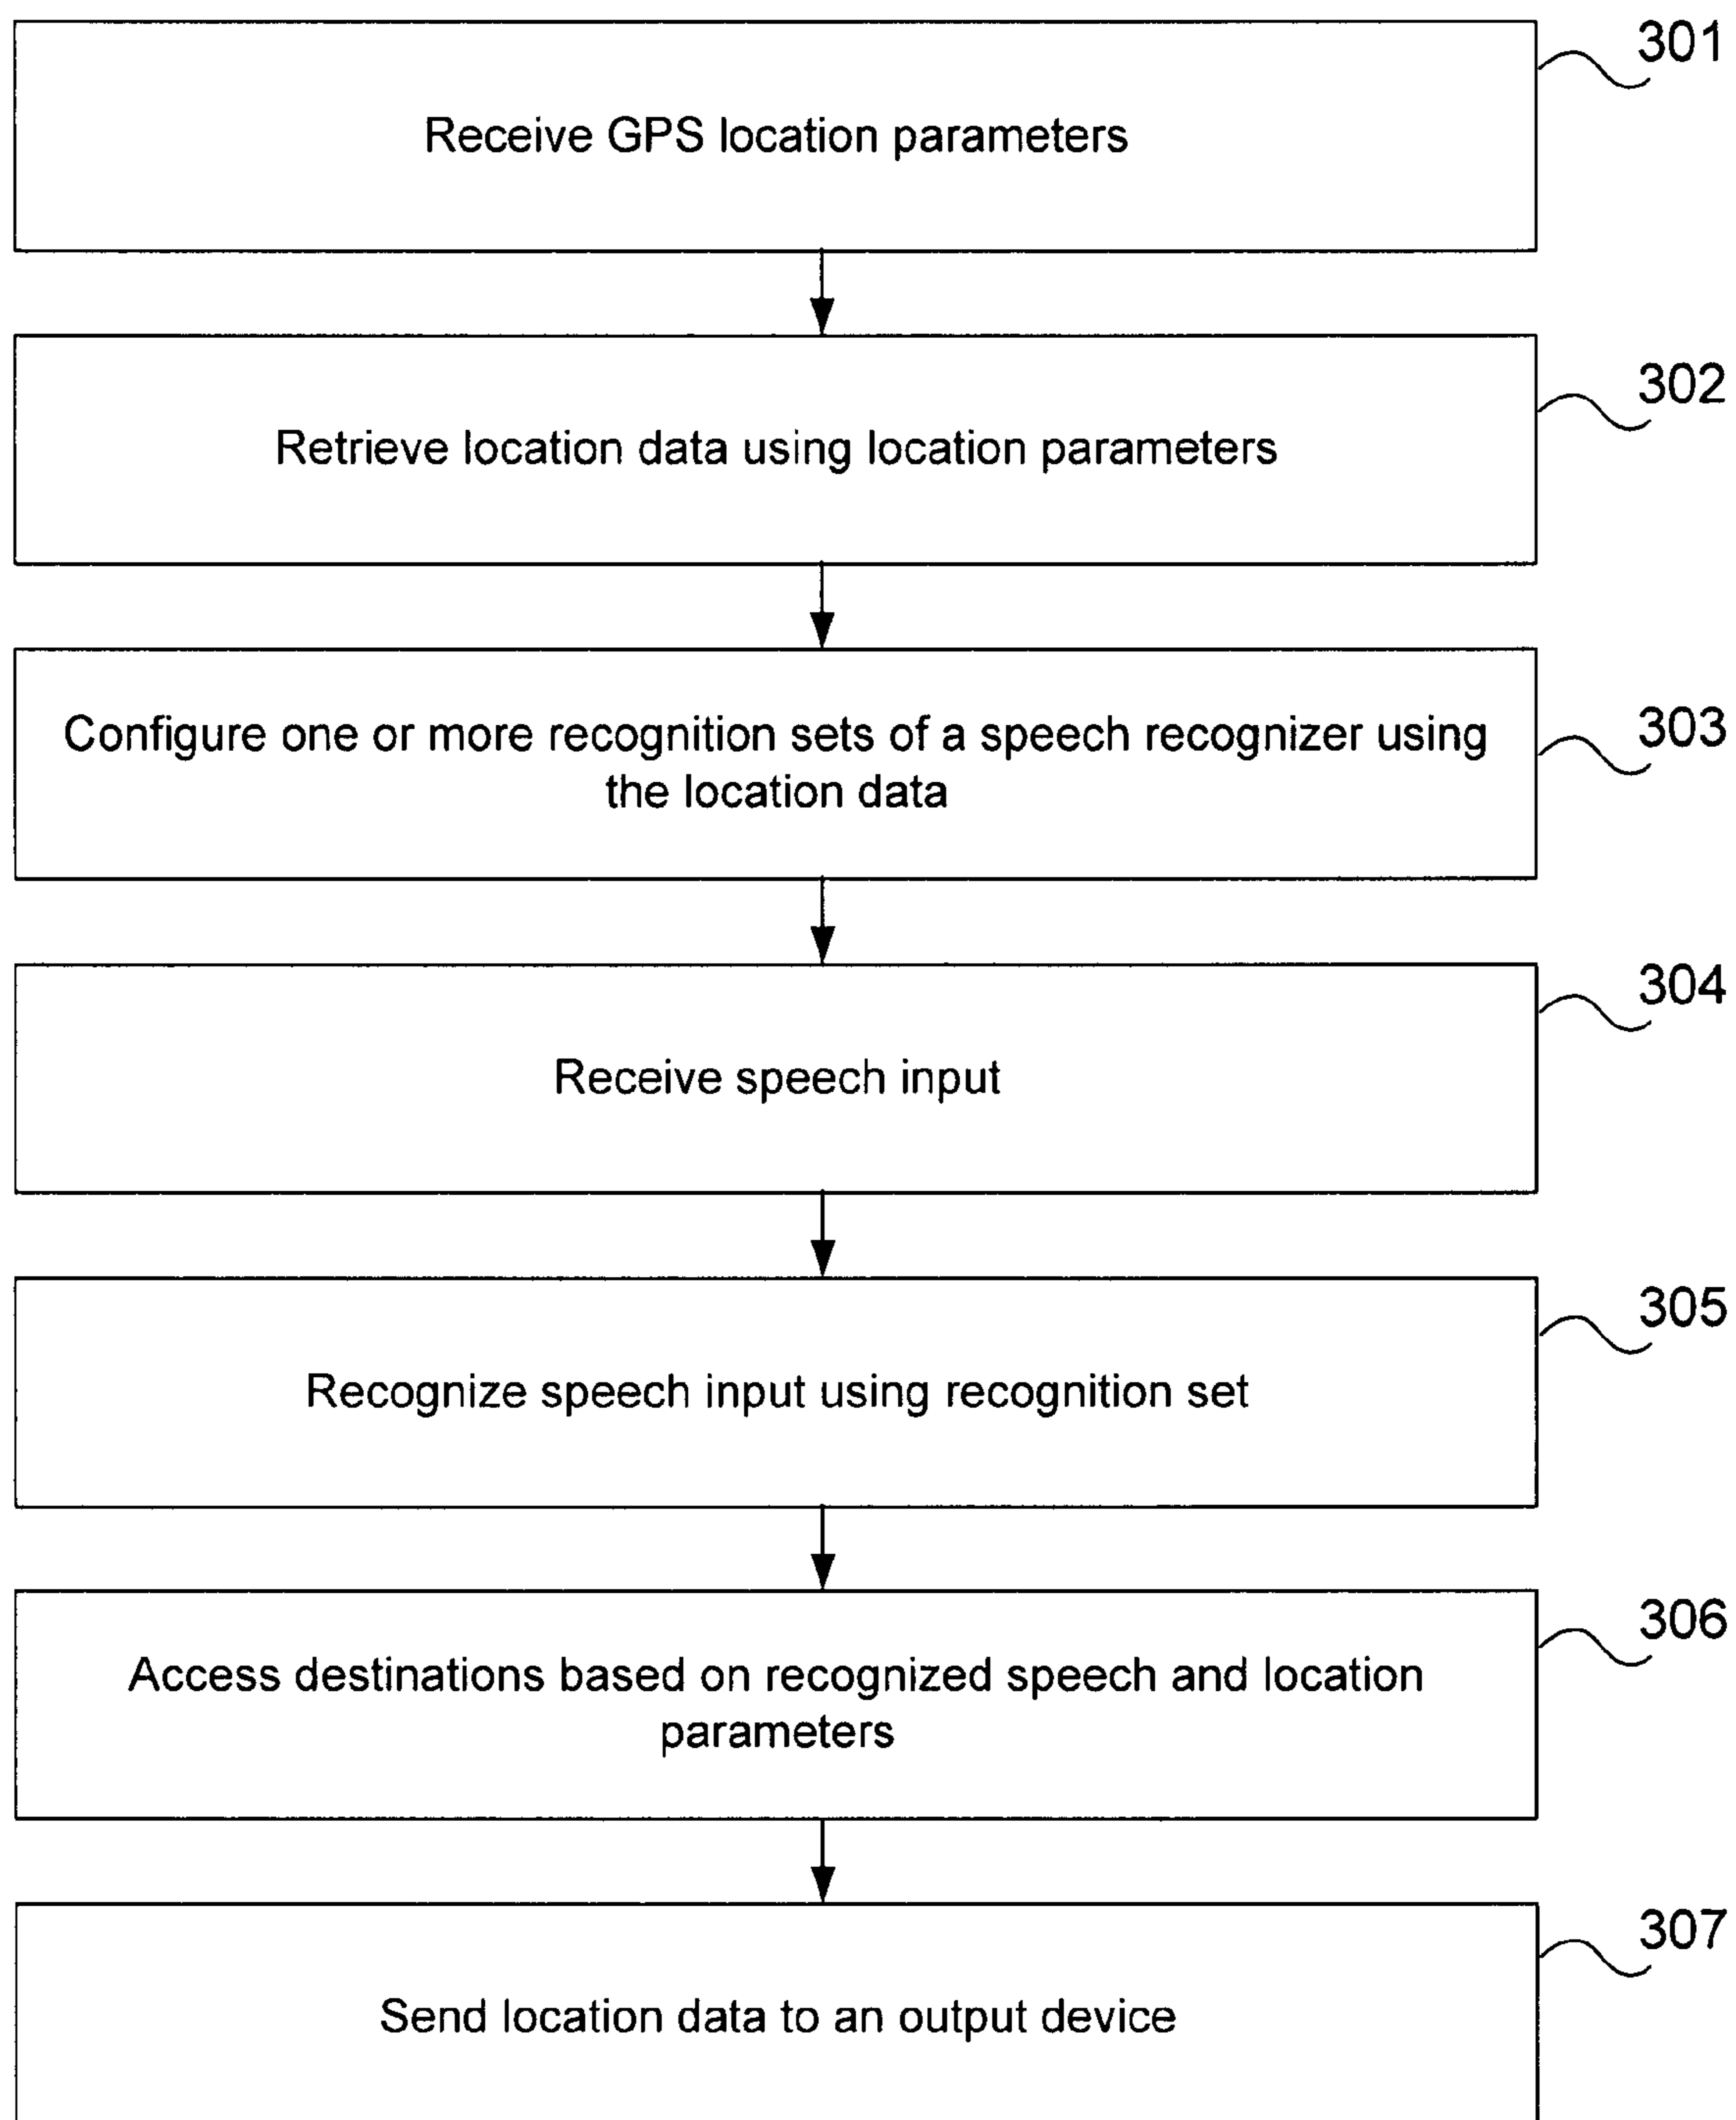 301
Receive GPS location parameters
302
Retrieve location data using location parameters
303
Configure one or more recognition sets of a speech recognizer using
the location data
304
Receive speech input
305
Recognize speech input using recognition set
306
Access destinations based on recognized speech and location
parameters
307
Send location data to an output device